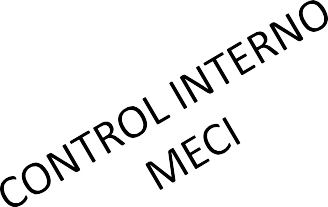 CONTROL INTERNO
MECI